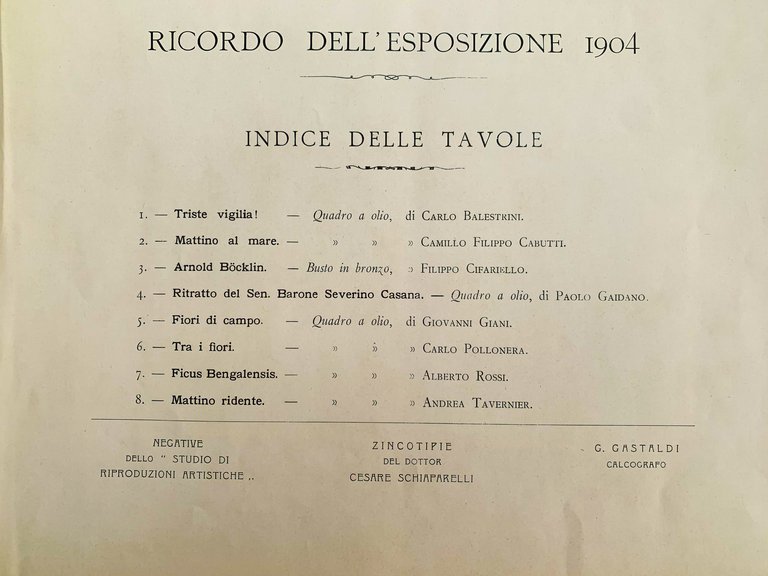 RICORDO DELL'ESPOSIZIONE 1904
INDICE DELLE TAVOLE
1. — Triste vigilia! — Quadro a olio, di CARLO BALESTRINI.
2. — Mattino al mare. — » » » CAMILLO FILIPPO CABUTTI.
3. — Arnold Böcklin. — Busto in bronzo, » FILIPPO CIFARIELLO.
4. — Ritratto del Sen. Barone Severino Casana. — Quadro a olio, di PAOLO GAIDANO.
5. — Fiori di campo. — Quadro a olio, di GIOVANNI GIANI.
6. — Tra i fiori. — » » » CARLO POLLONERA.
7. — Ficus Bengalensis. — » » » ALBERTO ROSSI.
8. — Mattino ridente. — » » » ANDREA TAVERNIER.
NEGATIVE
DELLO " STUDIO DI
RIPRODUZIONI ARTISTICHE „
ZINCOTIPIE
DEL DOTTOR
CESARE SCHIAPARELLI
G. GASTALDI
CALCOGRAFO